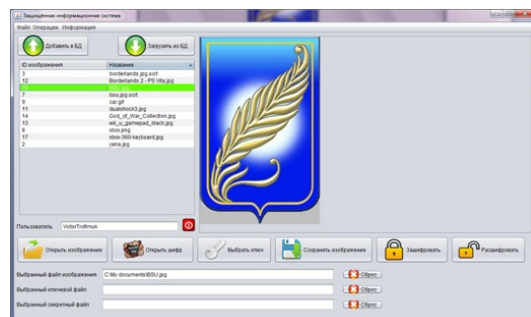 Защищённая информационная система
Файл Операции Информация
Добавить в БД
Загрузить из БД
ID изображения Название
3 borderlands.jpg.scrt
12 Borderlands 2 - PS Vita.jpg
BSU.jpg
7 bsu.jpg.scrt
9 car.gif
11 dualshock3.jpg
14 God_of_War_Collection.jpg
13 wii_u_gamepad_black.jpg
6 xbox.png
17 xbox-360-keyboard.jpg
2 yana.jpg
Пользователь VictorTrofimuk
Открыть изображение
Открыть шифр
Выбрать ключ
Сохранить изображение
Зашифровать
Расшифровать
Выбранный файл изображения C:\My documents\BSU.jpg Сброс
Выбранный ключевой файл Сброс
Выбранный секретный файл Сброс